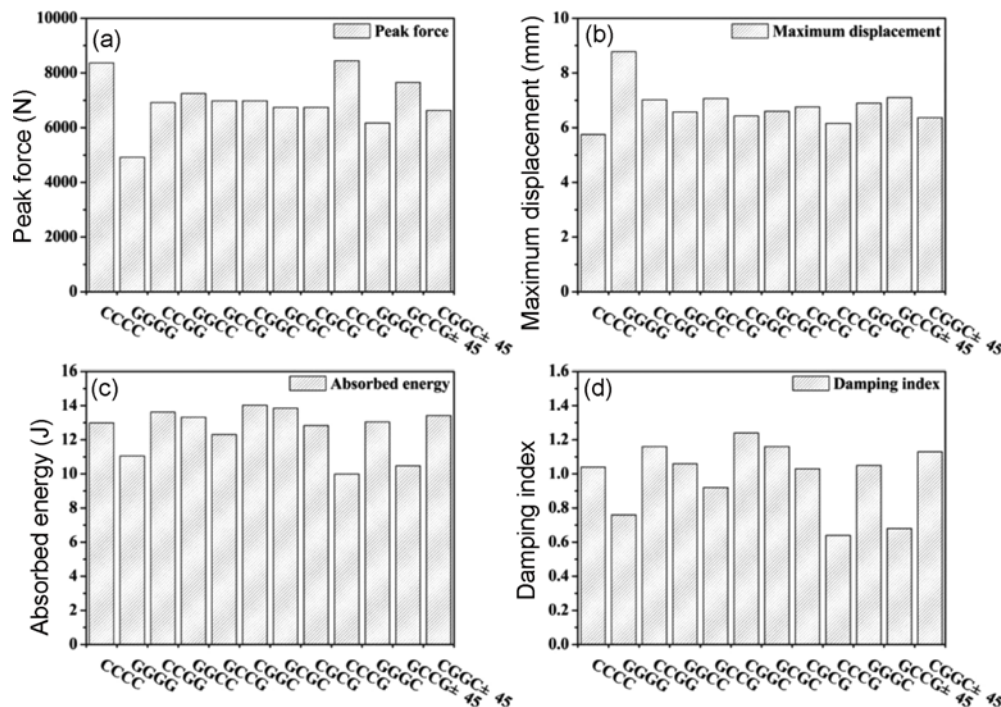 (a)
Peak force
Peak force (N)
10000
8000
6000
4000
2000
0
CCCC GGGG CCGG GGCC GCCG CGGC GCGC CGCG CCCG GGGC GCCG± 45 CGGC± 45
(b)
Maximum displacement
Maximum displacement (mm)
10
8
6
4
2
0
CCCC GGGG CCGG GGCC GCCG CGGC GCGC CGCG CCCG GGGC GCCG± 45 CGGC± 45
(c)
Absorbed energy
Absorbed energy (J)
16
14
12
10
8
6
4
2
0
CCCC GGGG CCGG GGCC GCCG CGGC GCGC CGCG CCCG GGGC GCCG± 45 CGGC± 45
(d)
Damping index
Damping index
1.6
1.4
1.2
1.0
0.8
0.6
0.4
0.2
0.0
CCCC GGGG CCGG GGCC GCCG CGGC GCGC CGCG CCCG GGGC GCCG± 45 CGGC± 45